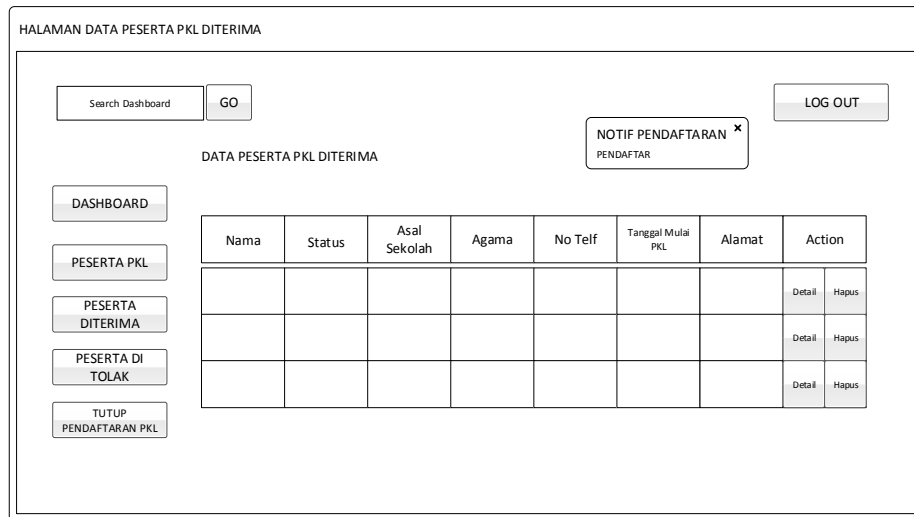 HALAMAN DATA PESERTA PKL DITERIMA
Search Dashboard
GO
LOG OUT
NOTIF PENDAFTARAN ×
PENDAFTAR
DATA PESERTA PKL DITERIMA
DASHBOARD
PESERTA PKL
PESERTA
DITERIMA
PESERTA DI
TOLAK
TUTUP
PENDAFTARAN PKL
Nama
Status
Asal
Sekolah
Agama
No Telf
Tanggal Mulai
PKL
Alamat
Action
Detail Hapus
Detail Hapus
Detail Hapus